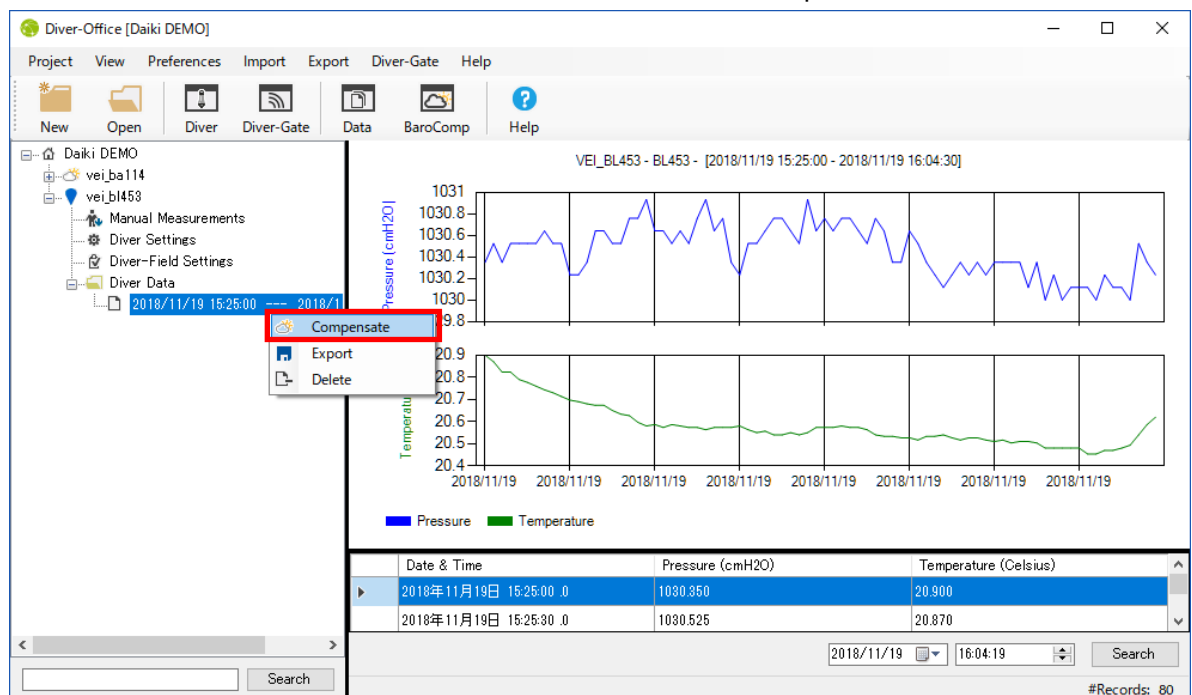 Diver-Office [Daiki DEMO]
Project View Preferences Import Export Diver-Gate Help
New Open Diver Diver-Gate Data BaroComp Help
Daiki DEMO
vei_ba114
vei_bl453
Manual Measurements
Diver Settings
Diver-Field Settings
Diver Data
2018/11/19 15:25:00 --- 2018/1
Compensate
Export
Delete
Search
VEI_BL453 - BL453 - [2018/11/19 15:25:00 - 2018/11/19 16:04:30]
Pressure (cmH2O)
1031
1030.8
1030.6
1030.4
1030.2
1030
29.8
Temperatu
20.9
20.8
20.7
20.6
20.5
20.4
2018/11/19 2018/11/19 2018/11/19 2018/11/19 2018/11/19 2018/11/19 2018/11/19 2018/11/19
Pressure Temperature
Date & Time Pressure (cmH2O) Temperature (Celsius)
2018年11月19日 15:25:00 .0 1030.350 20.900
2018年11月19日 15:25:30 .0 1030.525 20.870
2018/11/19 16:04:19 Search
#Records: 80